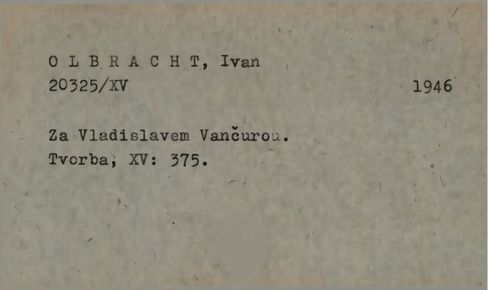 O L B R A C H T, Ivan
20325/XV 1946
Za Vladislavem Vančurou.
Tvorba, XV: 375.